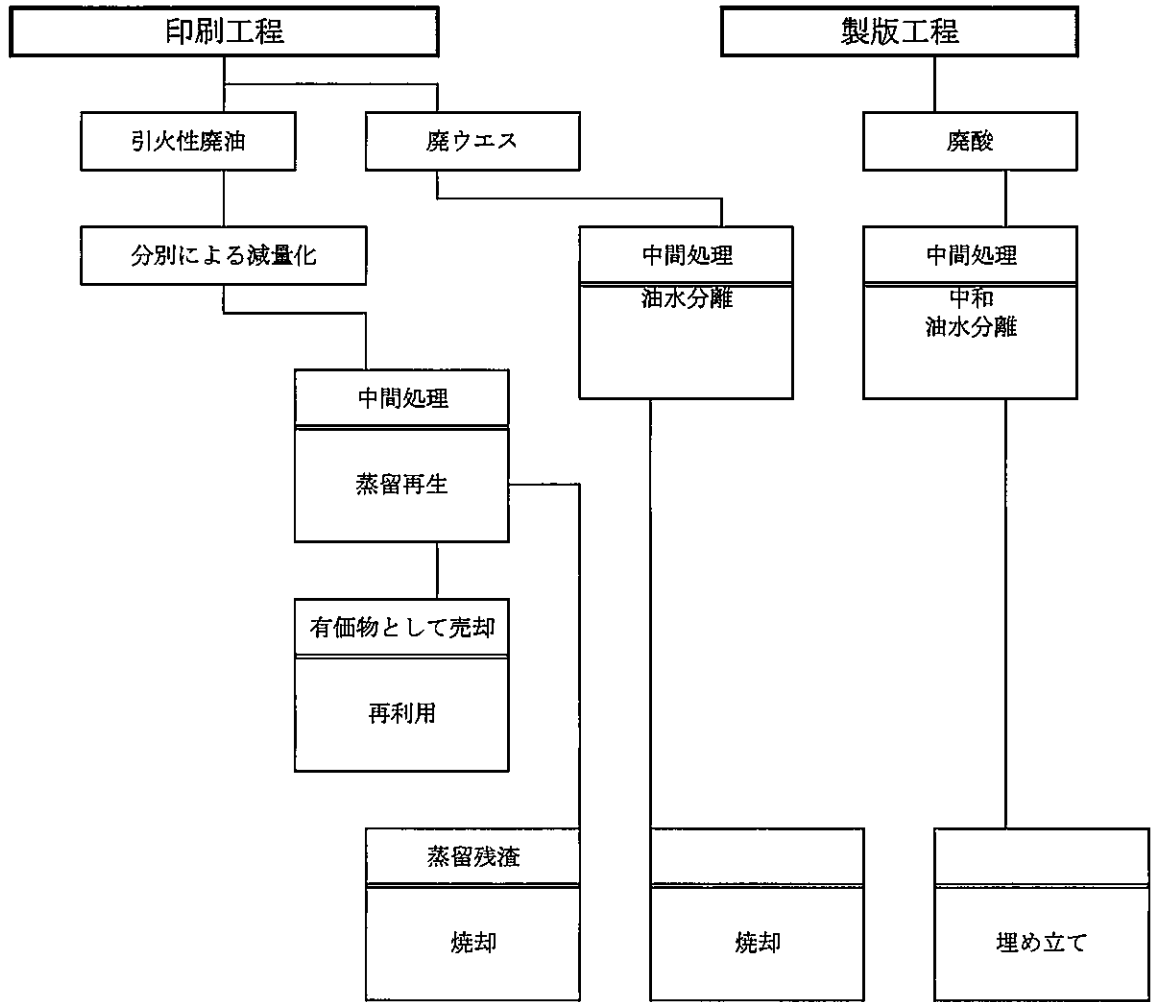 印刷工程
製版工程
引火性廃油
廃ウエス
廃酸
分別による減量化
中間処理
油水分離
中間処理
中和
油水分離
中間処理
蒸留再生
有価物として売却
再利用
蒸留残渣
焼却
焼却
埋め立て